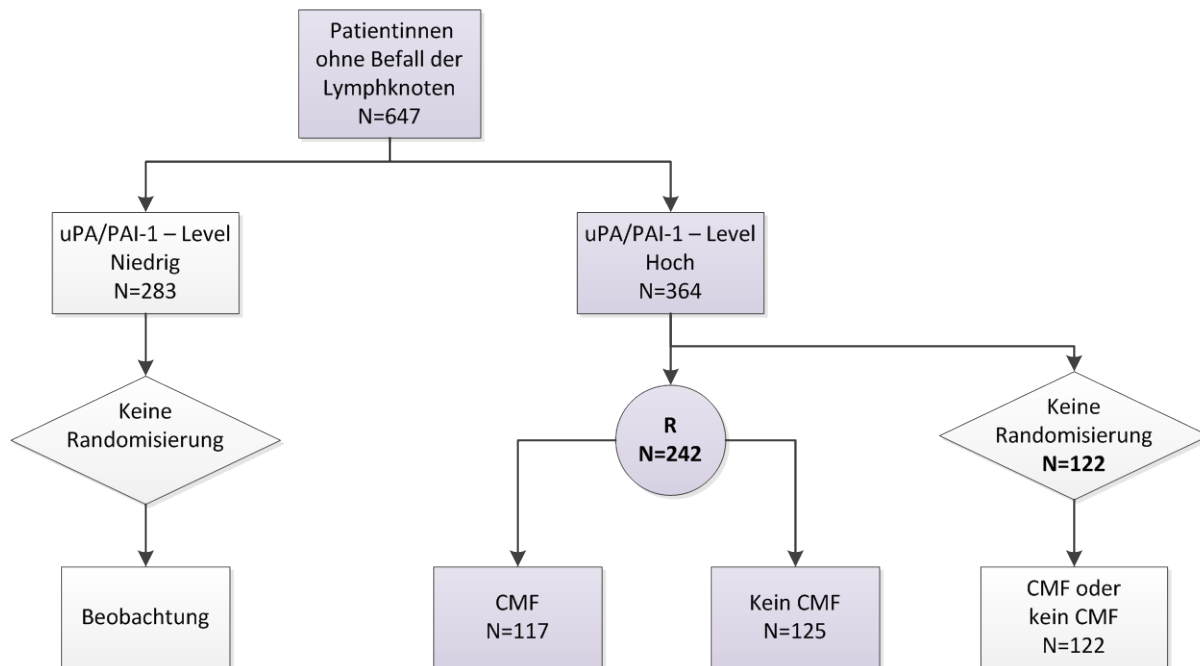 Patientinnen
ohne Befall der
Lymphknoten
N=647
uPA/PAI-1 – Level
Niedrig
N=283
uPA/PAI-1 – Level
Hoch
N=364
Keine
Randomisierung
R
N=242
Keine
Randomisierung
N=122
Beobachtung
CMF
N=117
Kein CMF
N=125
CMF oder
kein CMF
N=122